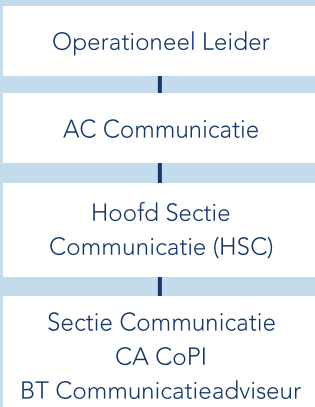 Operationeel Leider
AC Communicatie
Hoofd Sectie
Communicatie (HSC)
Sectie Communicatie
CA CoPI
BT Communicatieadviseur